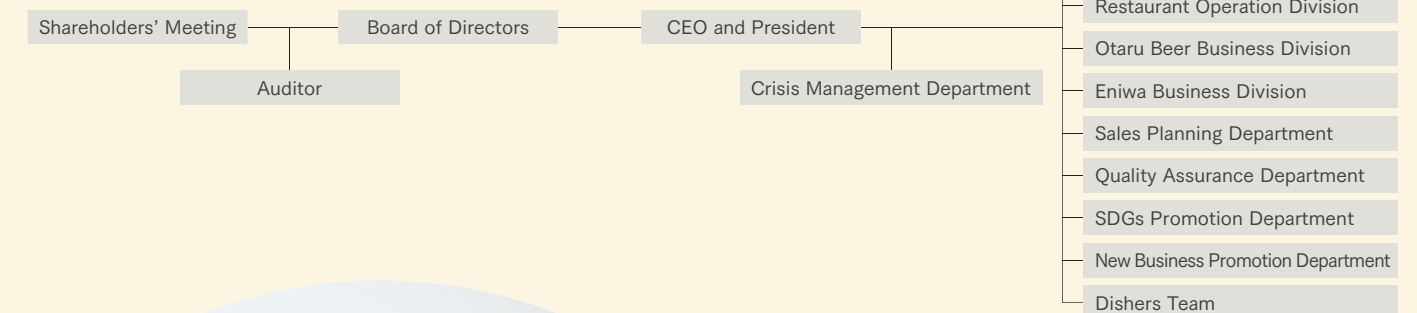 Shareholders’ Meeting
Board of Directors
CEO and President
Auditor
Crisis Management Department
Restaurant Operation Division
Otaru Beer Business Division
Eniwa Business Division
Sales Planning Department
Quality Assurance Department
SDGs Promotion Department
New Business Promotion Department
Dishers Team